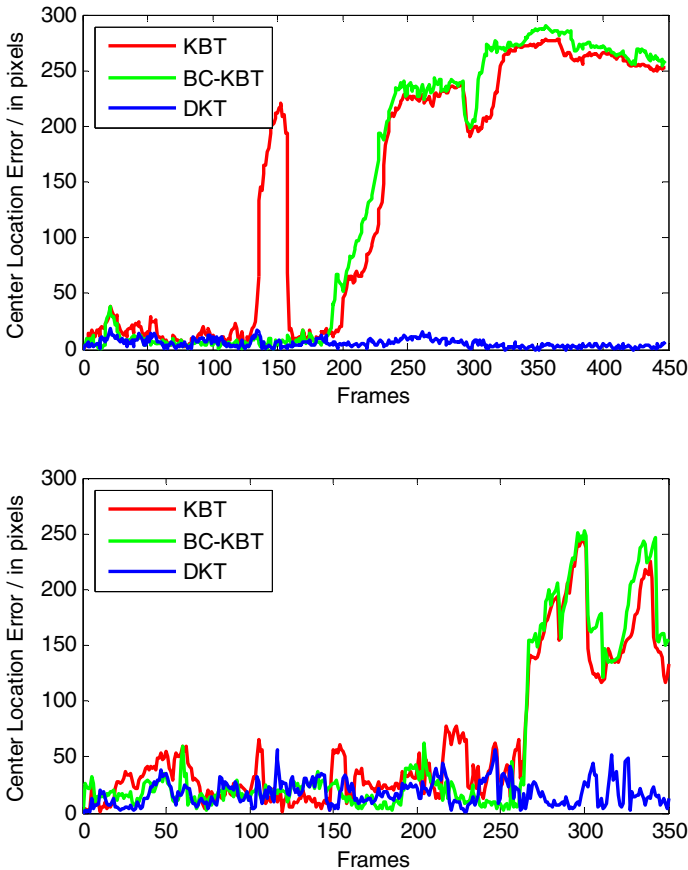 Center Location Error / in pixels
300
250
200
150
100
50
0
KBT
BC-KBT
DKT
0 50 100 150 200 250 300 350 400 450
Frames
Center Location Error / in pixels
300
250
200
150
100
50
0
KBT
BC-KBT
DKT
0 50 100 150 200 250 300 350
Frames